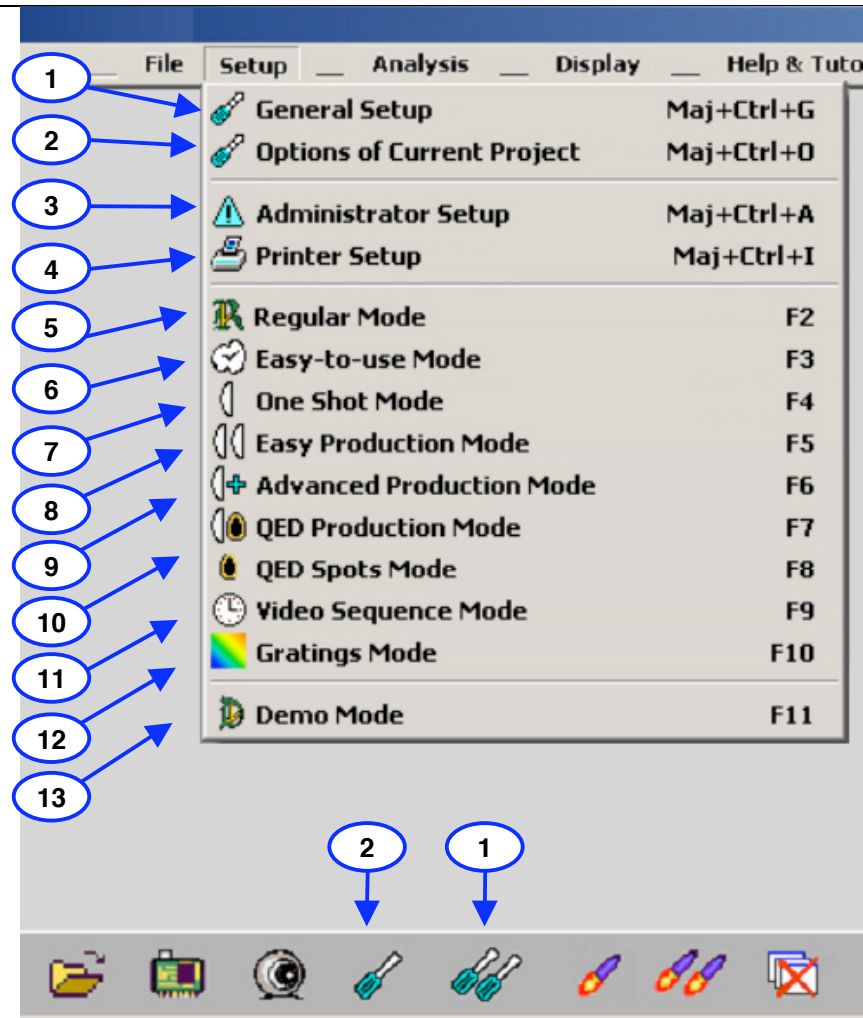 File Setup Analysis Display Help & Tuto
1 General Setup Maj+Ctrl+G
2 Options of Current Project Maj+Ctrl+O
3 Administrator Setup Maj+Ctrl+A
4 Printer Setup Maj+Ctrl+I
5 Regular Mode F2
6 Easy-to-use Mode F3
7 One Shot Mode F4
8 Easy Production Mode F5
9 Advanced Production Mode F6
10 QED Production Mode F7
11 QED Spots Mode F8
12 Video Sequence Mode F9
13 Gratings Mode F10
Demo Mode F11
2 1